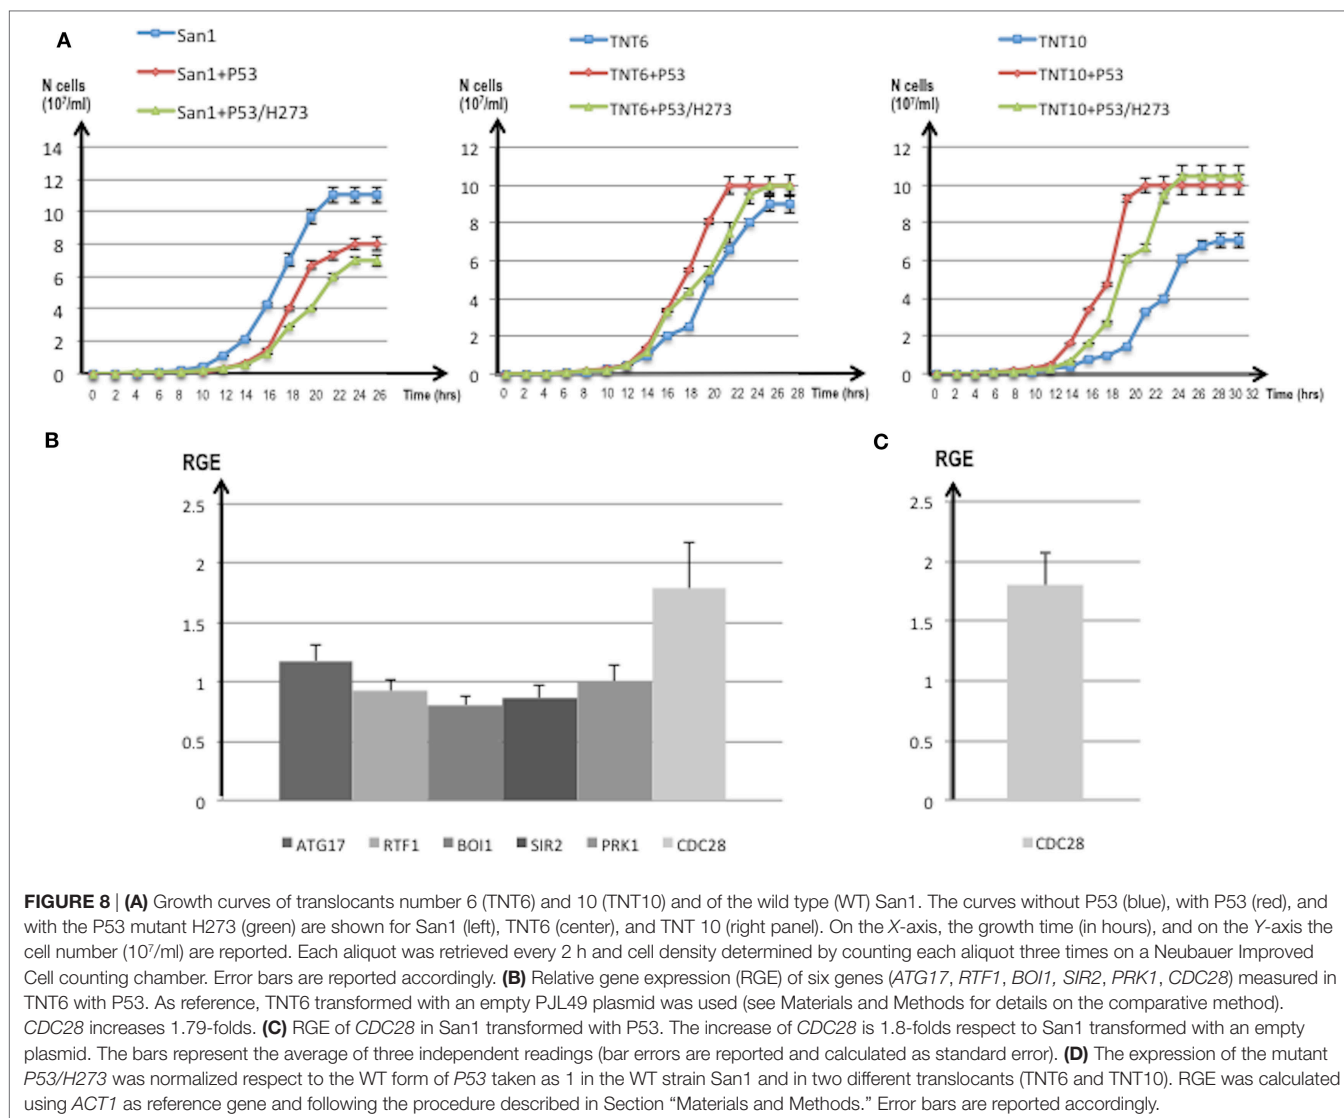 A
San1
San1+P53
San1+P53/H273
N cells
(10⁷/ml)
14
12
10
8
6
4
2
0
0 2 4 6 8 10 12 14 16 18 20 22 24 26 Time (hrs)
TNT6
TNT6+P53
TNT6+P53/H273
N cells
(10⁷/ml)
12
10
8
6
4
2
0
0 2 4 6 8 10 12 14 16 18 20 22 24 26 28 Time (hrs)
TNT10
TNT10+P53
TNT10+P53/H273
N cells
(10⁷/ml)
12
10
8
6
4
2
0
0 2 4 6 8 10 12 14 16 18 20 22 24 26 28 30 32 Time (hrs)
B
RGE
2.5
2
1.5
1
0.5
0
ATG17 RTF1 BOI1 SIR2 PRK1 CDC28
C
RGE
2.5
2
1.5
1
0.5
0
CDC28
FIGURE 8 | (A) Growth curves of translocants number 6 (TNT6) and 10 (TNT10) and of the wild type (WT) San1. The curves without P53 (blue), with P53 (red), and
with the P53 mutant H273 (green) are shown for San1 (left), TNT6 (center), and TNT 10 (right panel). On the X-axis, the growth time (in hours), and on the Y-axis the
cell number (10⁷/ml) are reported. Each aliquot was retrieved every 2 h and cell density determined by counting each aliquot three times on a Neubauer Improved
Cell counting chamber. Error bars are reported accordingly. (B) Relative gene expression (RGE) of six genes (ATG17, RTF1, BOI1, SIR2, PRK1, CDC28) measured in
TNT6 with P53. As reference, TNT6 transformed with an empty PJL49 plasmid was used (see Materials and Methods for details on the comparative method).
CDC28 increases 1.79-folds. (C) RGE of CDC28 in San1 transformed with P53. The increase of CDC28 is 1.8-folds respect to San1 transformed with an empty
plasmid. The bars represent the average of three independent readings (bar errors are reported and calculated as standard error). (D) The expression of the mutant
P53/H273 was normalized respect to the WT form of P53 taken as 1 in the WT strain San1 and in two different translocants (TNT6 and TNT10). RGE was calculated
using ACT1 as reference gene and following the procedure described in Section “Materials and Methods.” Error bars are reported accordingly.